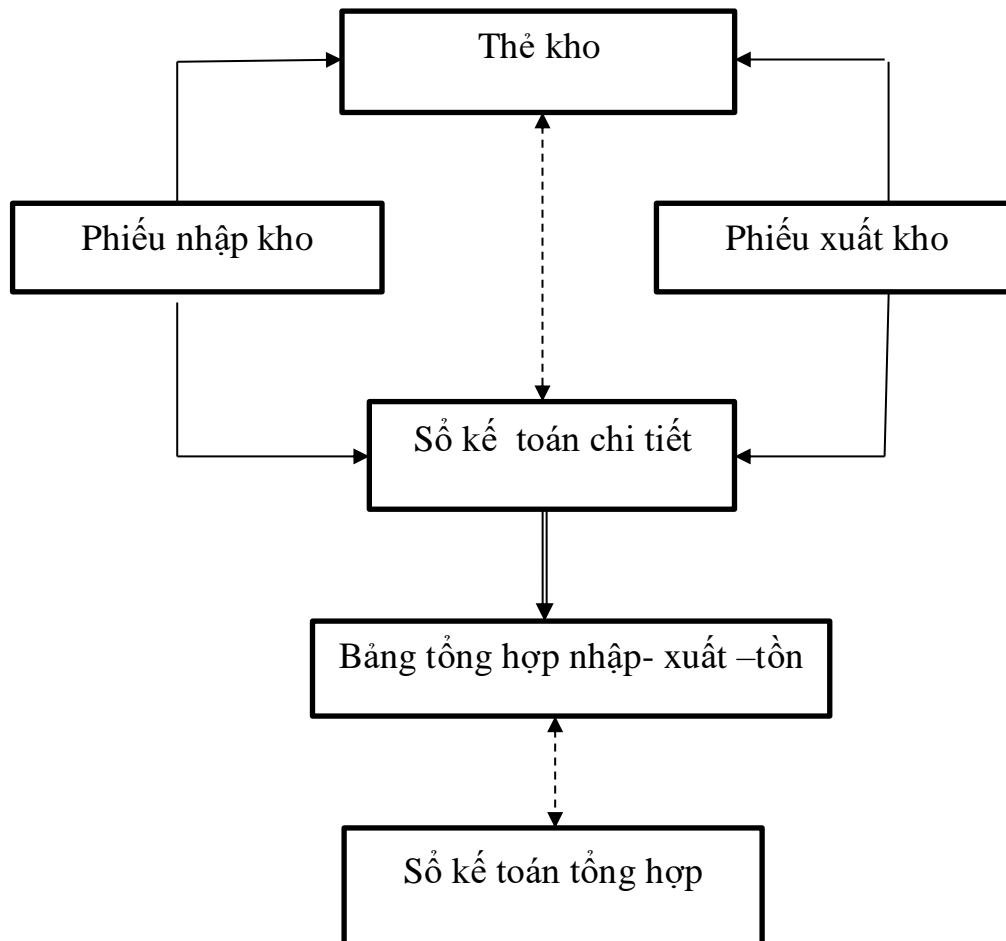 Thẻ kho
Phiếu nhập kho
Phiếu xuất kho
Sổ kế  toán chi tiết
Bảng tổng hợp nhập- xuất –tồn
Sổ kế toán tổng hợp